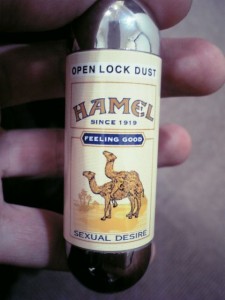 OPEN LOCK DUST
HAMEL
SINCE 1919
FEELING GOOD
SEXUAL DESIRE